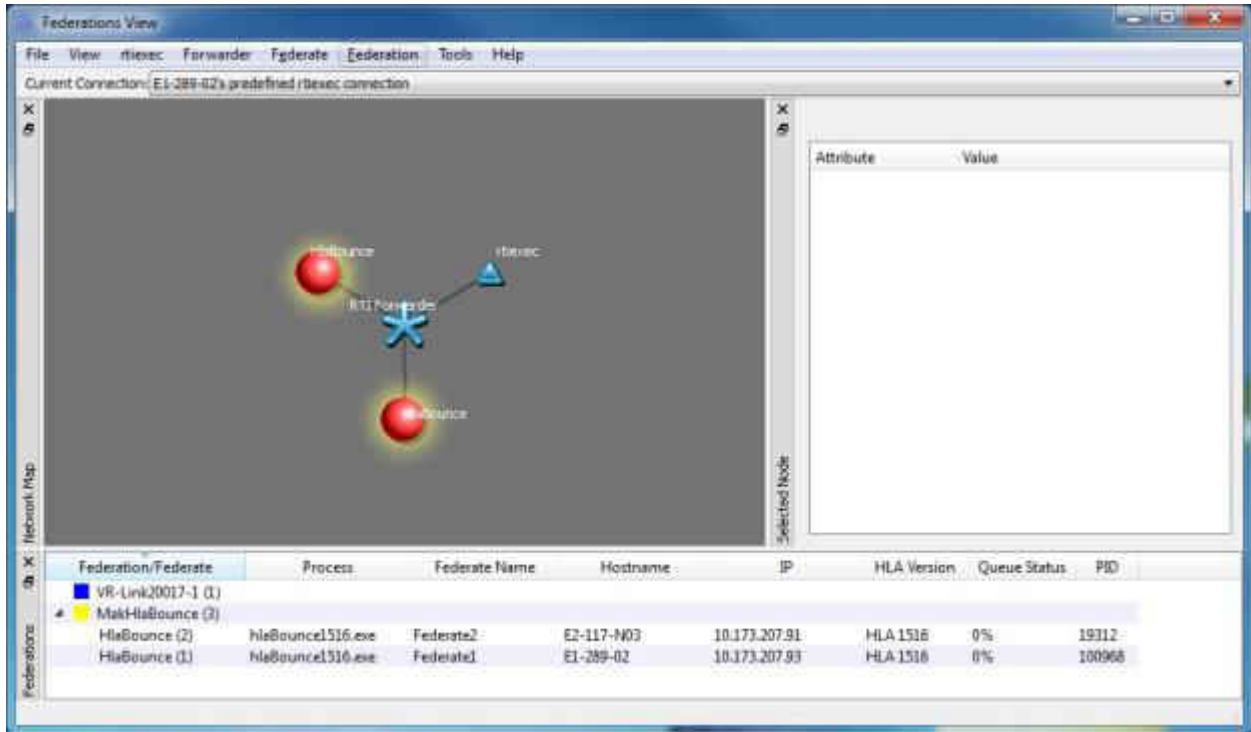 Federations View
File View rtiexec Forwarder Federate Federation Tools Help
Current Connection: E1-289-02's predefined rtiexec connection
Attribute Value
HlaBounce
rtiexec
RTI Forwarder
HlaBounce
Network Map
Selected Node
Federation/Federate Process Federate Name Hostname IP HLA Version Queue Status PID
VR-Link20017-1 (1)
MakHlaBounce (3)
HlaBounce (2) hlaBounce1516.exe Federate2 E2-117-N03 10.173.207.91 HLA 1516 0% 19312
HlaBounce (1) hlaBounce1516.exe Federate1 E1-289-02 10.173.207.93 HLA 1516 0% 100968
Federations